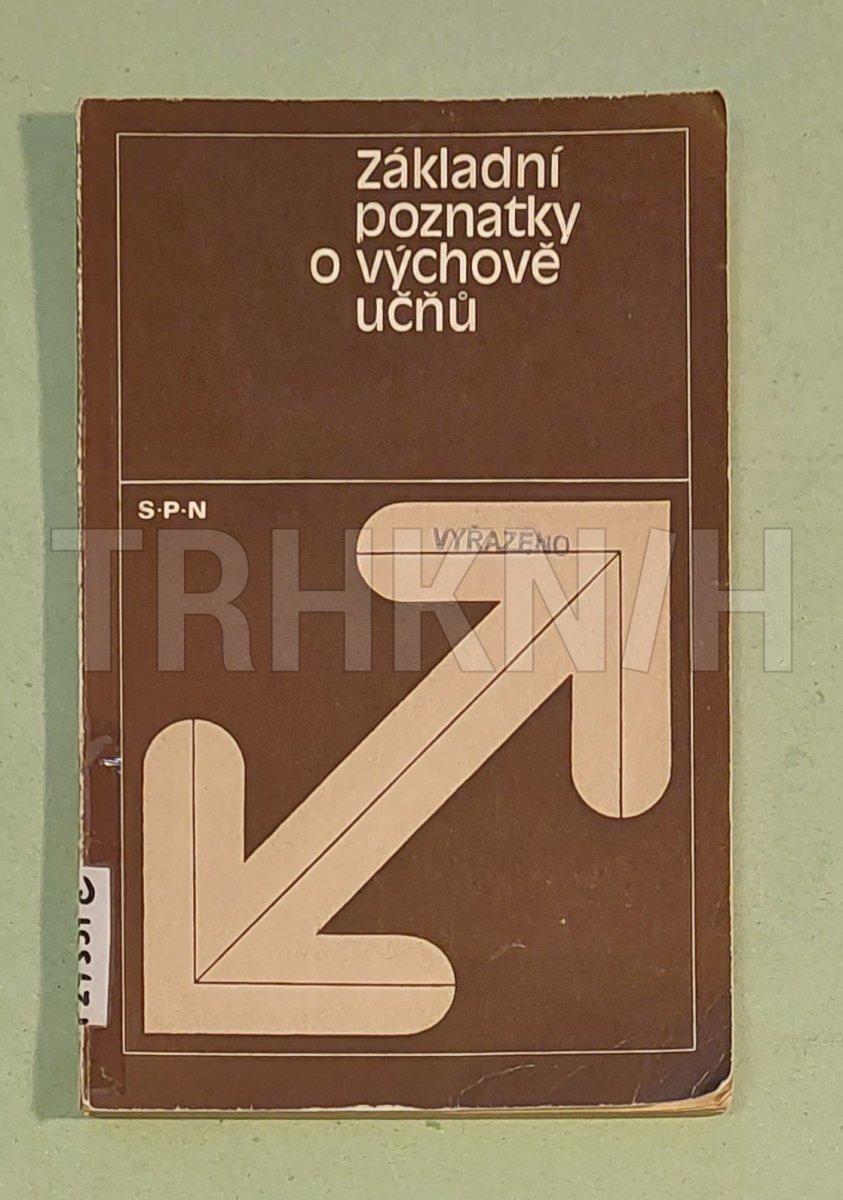 Základní
poznatky
o výchově
učňů
S·P·N
VYŘAZENO
TRHKNIH